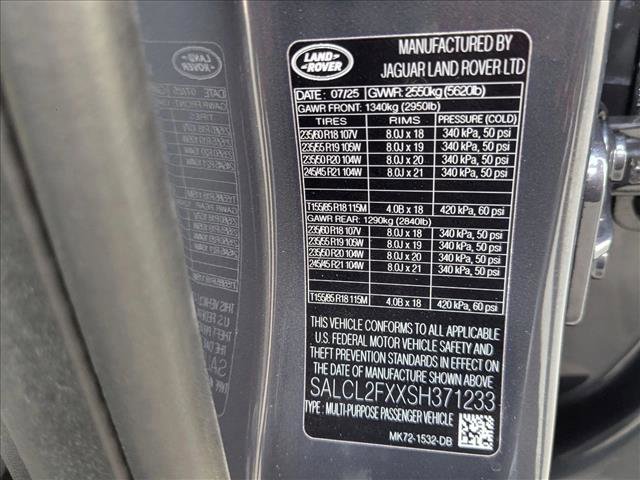 LAND ROVER
MANUFACTURED BY
JAGUAR LAND ROVER LTD
DATE: 07/25 GVWR: 2550kg (5620lb)
GAWR FRONT: 1340kg (2950lb)
TIRES RIMS PRESSURE (COLD)
235/60 R18 107V 8.0J x 18 340 kPa, 50 psi
235/55 R19 105W 8.0J x 19 340 kPa, 50 psi
235/50 R20 104W 8.0J x 20 340 kPa, 50 psi
245/45 R21 104W 8.0J x 21 340 kPa, 50 psi
T155/85 R18 115M 4.0B x 18 420 kPa, 60 psi
GAWR REAR: 1290kg (2840lb)
235/60 R18 107V 8.0J x 18 340 kPa, 50 psi
235/55 R19 105W 8.0J x 19 340 kPa, 50 psi
235/50 R20 104W 8.0J x 20 340 kPa, 50 psi
245/45 R21 104W 8.0J x 21 340 kPa, 50 psi
T155/85 R18 115M 4.0B x 18 420 kPa, 60 psi
THIS VEHICLE CONFORMS TO ALL APPLICABLE
U.S. FEDERAL MOTOR VEHICLE SAFETY AND
THEFT PREVENTION STANDARDS IN EFFECT ON
THE DATE OF MANUFACTURE SHOWN ABOVE
SALCL2FXXSH371233
TYPE : MULTI-PURPOSE PASSENGER VEHICLE
MK72-1532-DB